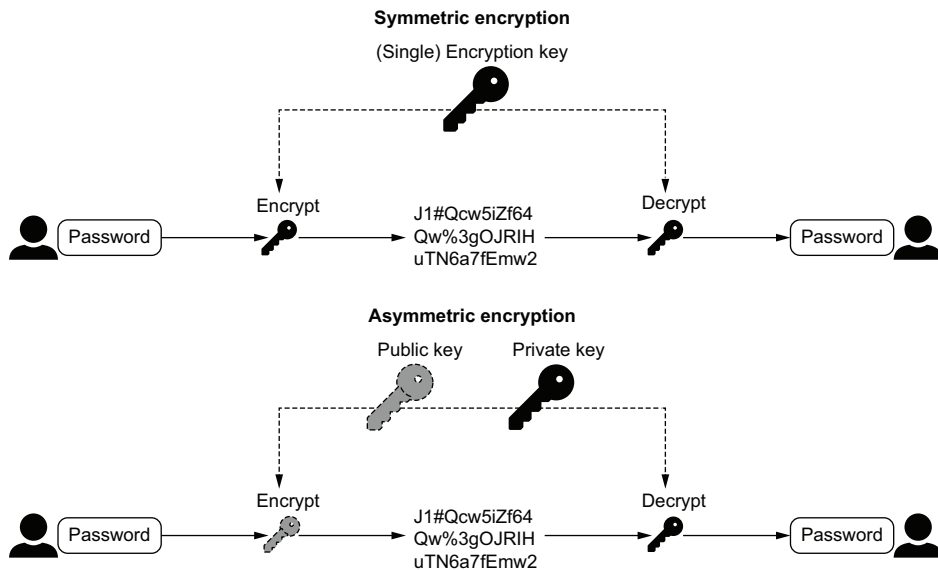 Symmetric encryption
(Single) Encryption key
Encrypt
Decrypt
Password
J1#Qcw5iZf64
Qw%3gOJRIH
uTN6a7fEmw2
Password
Asymmetric encryption
Public key
Private key
Encrypt
Decrypt
Password
J1#Qcw5iZf64
Qw%3gOJRIH
uTN6a7fEmw2
Password